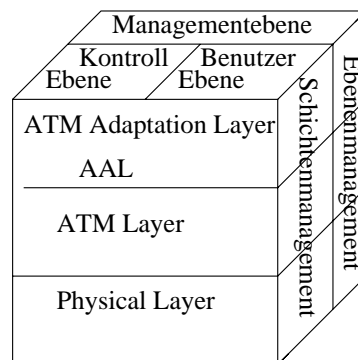 Managementebene
Kontroll Benutzer
Ebene Ebene
ATM Adaptation Layer
AAL
ATM Layer
Physical Layer
Schichtenmanagement
Ebenenmanagement